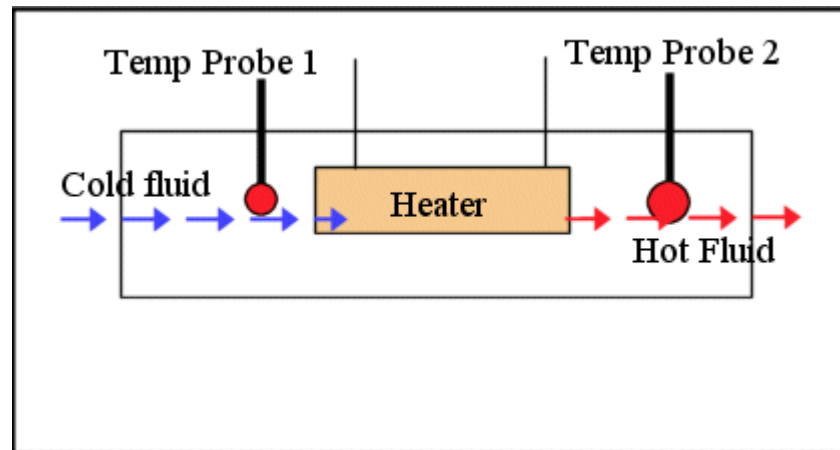 Temp Probe 1
Temp Probe 2
Cold fluid
Heater
Hot Fluid